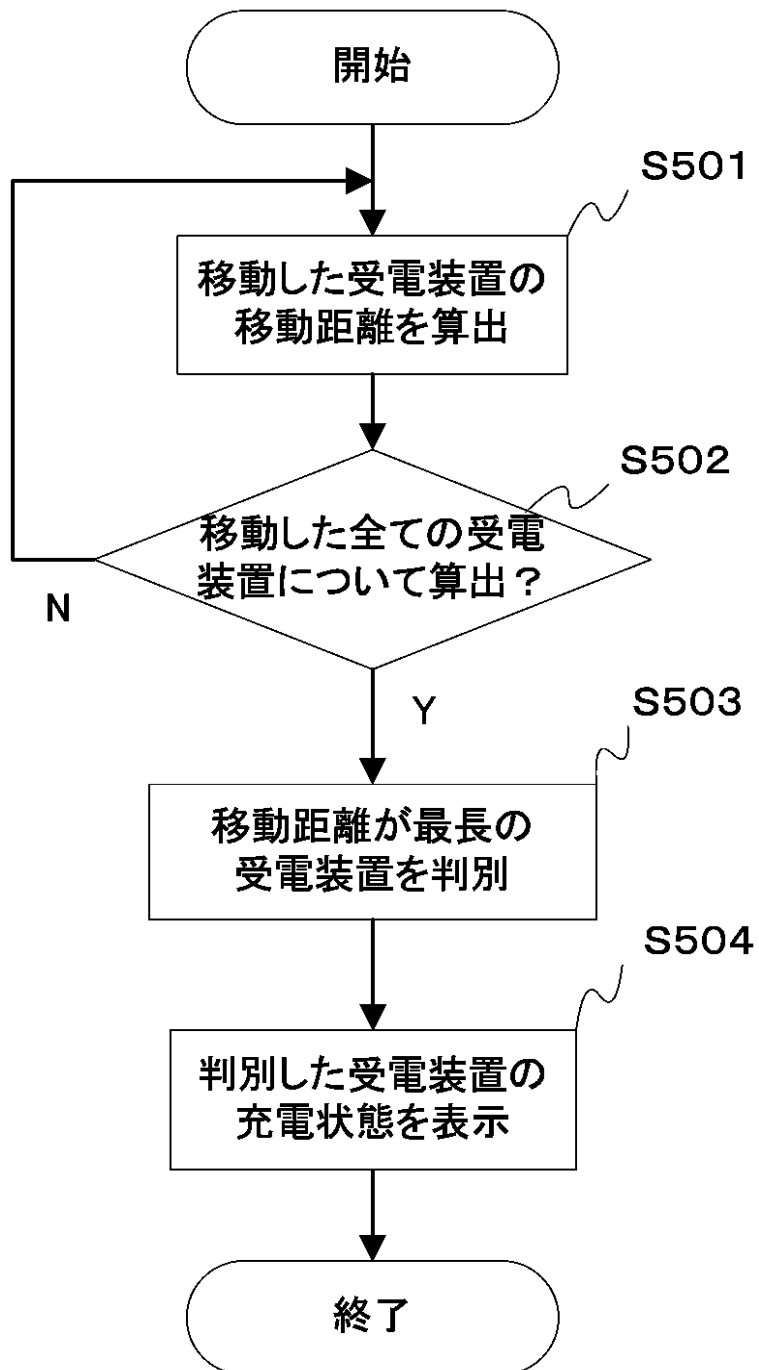 開始
S501
移動した受電装置の
移動距離を算出
S502
移動した全ての受電
装置について算出？
N
Y
S503
移動距離が最長の
受電装置を判別
S504
判別した受電装置の
充電状態を表示
終了